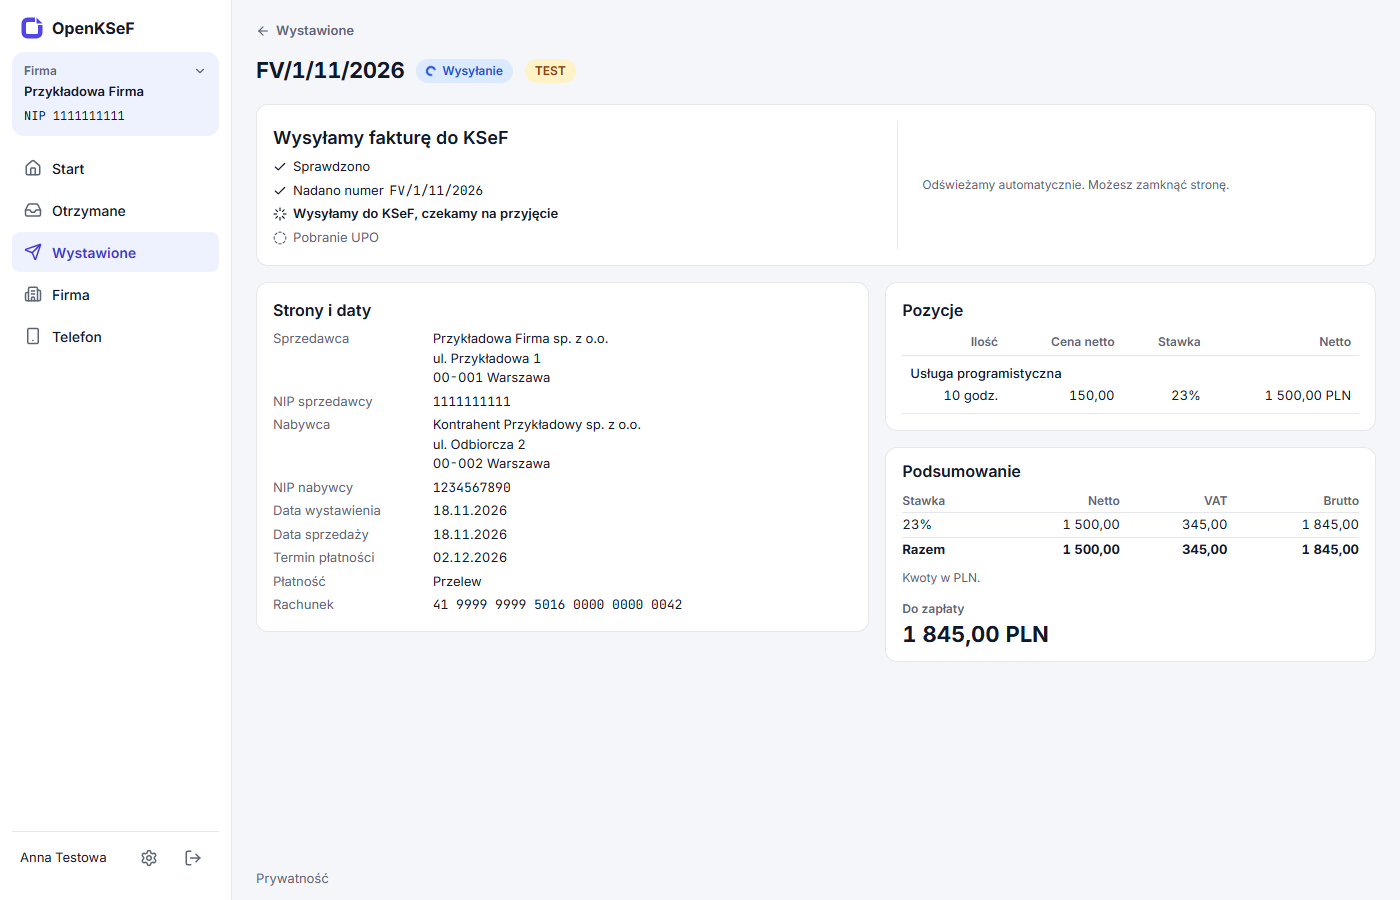 OpenKSeF
Firma
Przykładowa Firma
NIP 1111111111
Start
Otrzymane
Wystawione
Firma
Telefon
Anna Testowa
Wystawione
FV/1/11/2026 Wysyłanie TEST
Wysyłamy fakturę do KSeF
Sprawdzono
Nadano numer FV/1/11/2026
Wysyłamy do KSeF, czekamy na przyjęcie
Pobranie UPO
Odświeżamy automatycznie. Możesz zamknąć stronę.
Strony i daty
Sprzedawca Przykładowa Firma sp. z o.o.
ul. Przykładowa 1
00-001 Warszawa
NIP sprzedawcy 1111111111
Nabywca Kontrahent Przykładowy sp. z o.o.
ul. Odbiorcza 2
00-002 Warszawa
NIP nabywcy 1234567890
Data wystawienia 18.11.2026
Data sprzedaży 18.11.2026
Termin płatności 02.12.2026
Płatność Przelew
Rachunek 41 9999 9999 5016 0000 0000 0042
Pozycje
Ilość Cena netto Stawka Netto
Usługa programistyczna
10 godz. 150,00 23% 1 500,00 PLN
Podsumowanie
Stawka Netto VAT Brutto
23% 1 500,00 345,00 1 845,00
Razem 1 500,00 345,00 1 845,00
Kwoty w PLN.
Do zapłaty
1 845,00 PLN
Prywatność